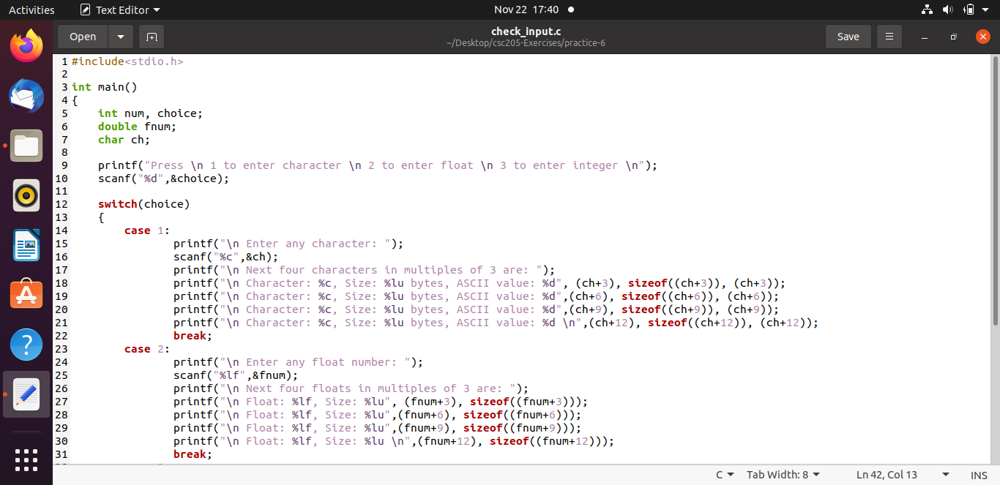 Activities Text Editor Nov 22 17:40
Open check_input.c Save
~/Desktop/csc205-Exercises/practice-6
1 #include<stdio.h>
2
3 int main()
4 {
5 int num, choice;
6 double fnum;
7 char ch;
8
9 printf("Press \n 1 to enter character \n 2 to enter float \n 3 to enter integer \n");
10 scanf("%d",&choice);
11
12 switch(choice)
13 {
14 case 1:
15 printf("\n Enter any character: ");
16 scanf("%c",&ch);
17 printf("\n Next four characters in multiples of 3 are: ");
18 printf("\n Character: %c, Size: %lu bytes, ASCII value: %d", (ch+3), sizeof((ch+3)), (ch+3));
19 printf("\n Character: %c, Size: %lu bytes, ASCII value: %d",(ch+6), sizeof((ch+6)), (ch+6));
20 printf("\n Character: %c, Size: %lu bytes, ASCII value: %d",(ch+9), sizeof((ch+9)), (ch+9));
21 printf("\n Character: %c, Size: %lu bytes, ASCII value: %d \n",(ch+12), sizeof((ch+12)), (ch+12));
22 break;
23 case 2:
24 printf("\n Enter any float number: ");
25 scanf("%lf",&fnum);
26 printf("\n Next four floats in multiples of 3 are: ");
27 printf("\n Float: %lf, Size: %lu", (fnum+3), sizeof((fnum+3)));
28 printf("\n Float: %lf, Size: %lu",(fnum+6), sizeof((fnum+6)));
29 printf("\n Float: %lf, Size: %lu",(fnum+9), sizeof((fnum+9)));
30 printf("\n Float: %lf, Size: %lu \n",(fnum+12), sizeof((fnum+12)));
31 break;
C Tab Width: 8 Ln 42, Col 13 INS